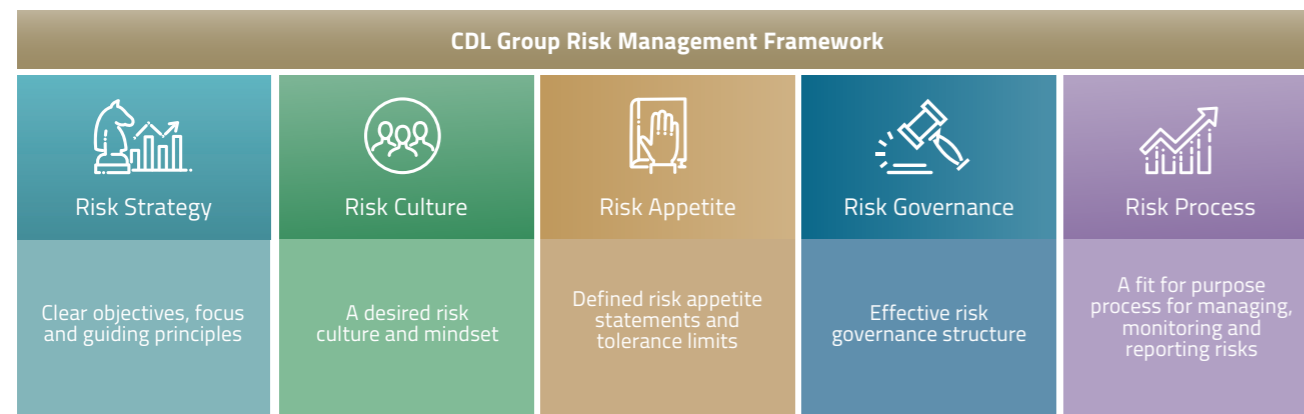 CDL Group Risk Management Framework
Risk Strategy
Clear objectives, focus
and guiding principles
Risk Culture
A desired risk
culture and mindset
Risk Appetite
Defined risk appetite
statements and
tolerance limits
Risk Governance
Effective risk
governance structure
Risk Process
A fit for purpose
process for managing,
monitoring and
reporting risks